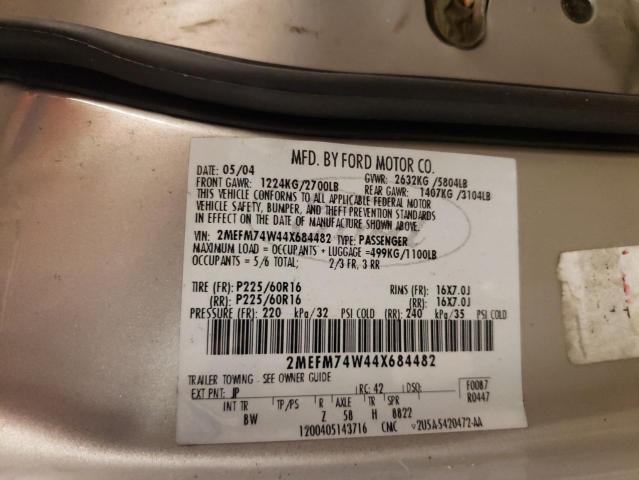 MFD. BY FORD MOTOR CO.
DATE: 05/04 GVWR: 2632KG /5804LB
FRONT GAWR: 1224KG/2700LB REAR GAWR: 1407KG /3104LB
THIS VEHICLE CONFORMS TO ALL APPLICABLE FEDERAL MOTOR
VEHICLE SAFETY, BUMPER, AND THEFT PREVENTION STANDARDS
IN EFFECT ON THE DATE OF MANUFACTURE SHOWN ABOVE.
VIN: 2MEFM74W44X684482 TYPE: PASSENGER
MAXIMUM LOAD = OCCUPANTS + LUGGAGE =499KG/1100LB
OCCUPANTS = 5/6 TOTAL; 2/3 FR, 3 RR
TIRE (FR): P225/60R16 RIMS (FR): 16X7.0J
(RR): P225/60R16 (RR): 16X7.0J
PRESSURE (FR): 220 kPa/32 PSI COLD (RR): 240 kPa/35 PSI COLD
2MEFM74W44X684482
TRAILER TOWING - SEE OWNER GUIDE
EXT PNT: JP RC: 42 DSO: F0087
INT TR TP/PS R AXLE TR SPR R0447
BW Z 58 H 8822
1200405143716 CMC 2U5A-5420472-AA